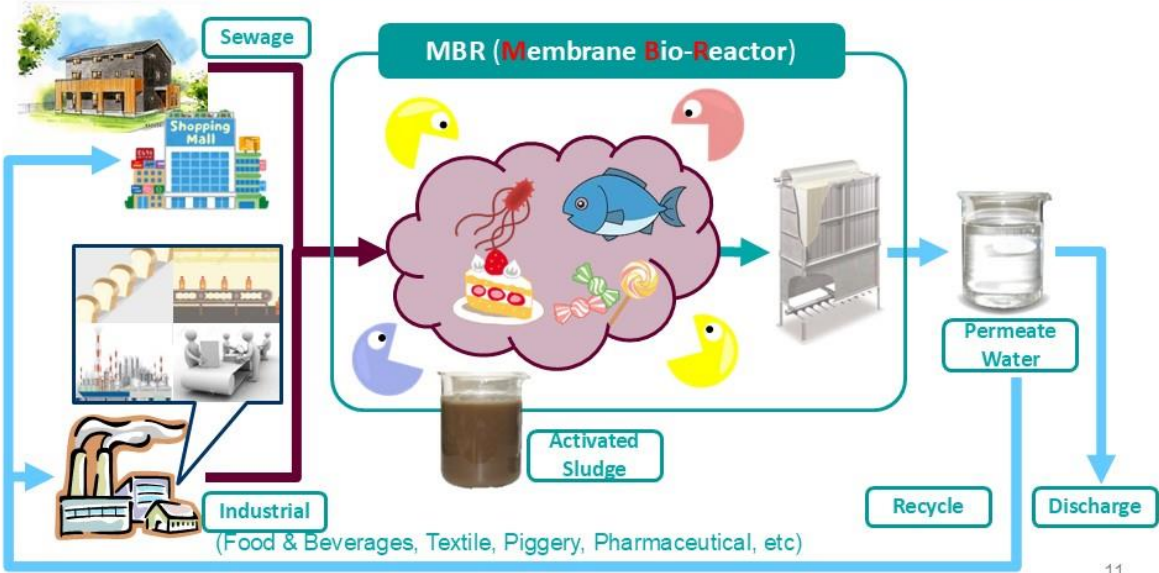 Sewage
MBR (Membrane Bio-Reactor)
Shopping
Mall
Permeate
Water
Activated
Sludge
Industrial
Recycle
Discharge
(Food & Beverages, Textile, Piggery, Pharmaceutical, etc)
11